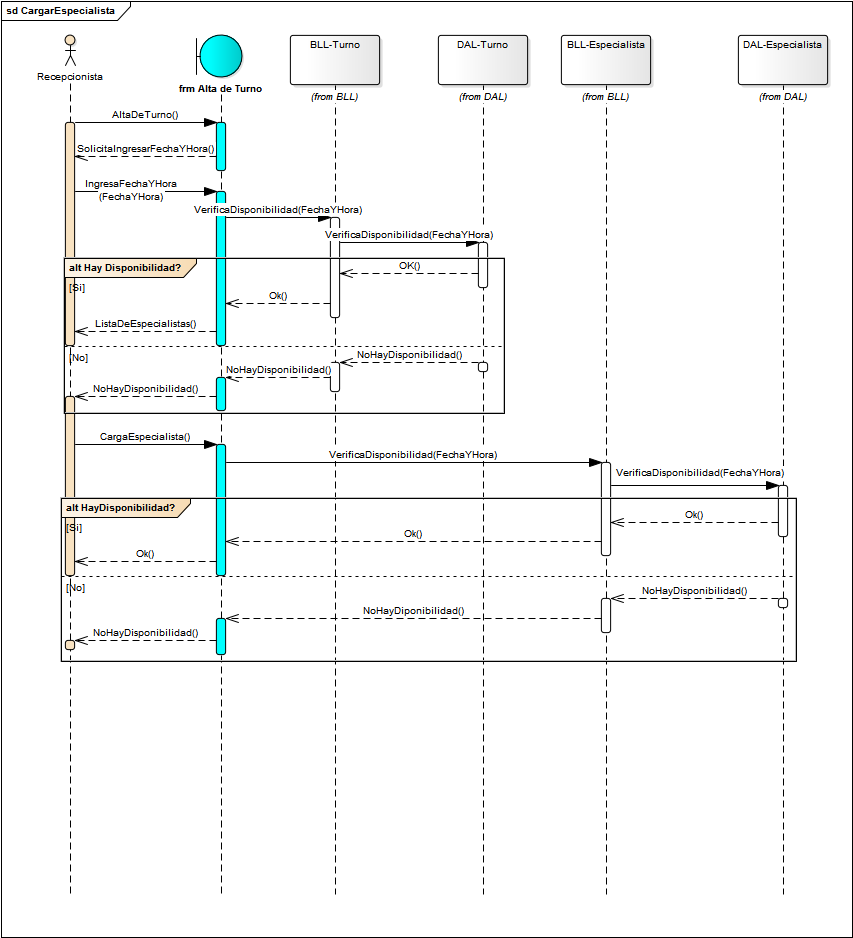 sd CargarEspecialista
Recepcionista
frm Alta de Turno
BLL-Turno
(from BLL)
DAL-Turno
(from DAL)
BLL-Especialista
(from BLL)
DAL-Especialista
(from DAL)
AltaDeTurno()
SolicitaIngresarFechaYHora()
IngresaFechaYHora
(FechaYHora)
VerificaDisponibilidad(FechaYHora)
VerificaDisponibilidad(FechaYHora)
alt Hay Disponibilidad?
OK()
[Si]
Ok()
ListaDeEspecialistas()
[No]
NoHayDisponibilidad()
NoHayDisponibilidad()
NoHayDisponibilidad()
CargaEspecialista()
VerificaDisponibilidad(FechaYHora)
VerificaDisponibilidad(FechaYHora)
alt HayDisponibilidad?
Ok()
[Si]
Ok()
Ok()
[No]
NoHayDisponibilidad()
NoHayDiponibilidad()
NoHayDisponibilidad()